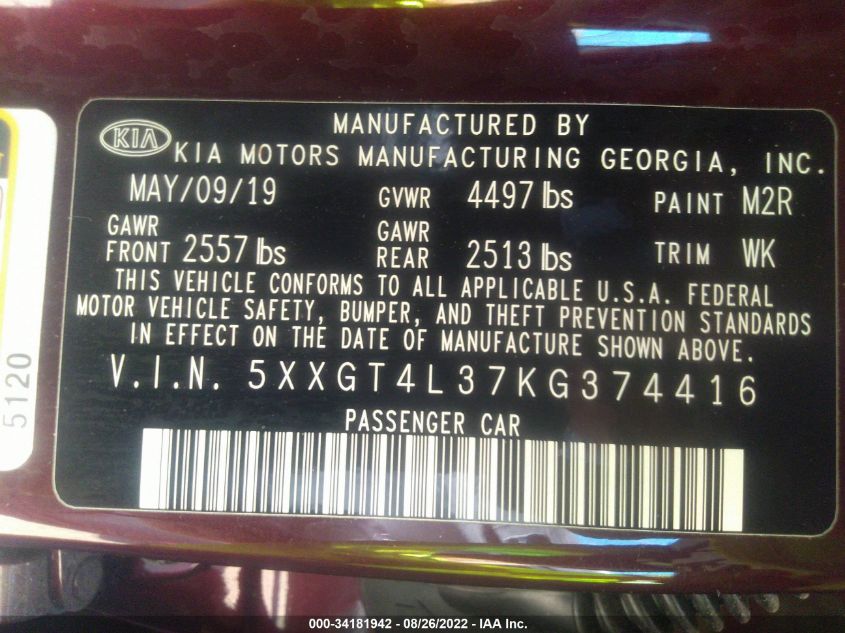 MANUFACTURED BY
KIA KIA MOTORS MANUFACTURING GEORGIA, INC.
MAY/09/19 GVWR 4497 lbs PAINT M2R
GAWR FRONT 2557 lbs GAWR REAR 2513 lbs TRIM WK
THIS VEHICLE CONFORMS TO ALL APPLICABLE U.S.A. FEDERAL
MOTOR VEHICLE SAFETY, BUMPER, AND THEFT PREVENTION STANDARDS
IN EFFECT ON THE DATE OF MANUFACTURE SHOWN ABOVE.
V.I.N. 5XXGT4L37KG374416
PASSENGER CAR
5120
000-34181942 - 08/26/2022 - IAA Inc.